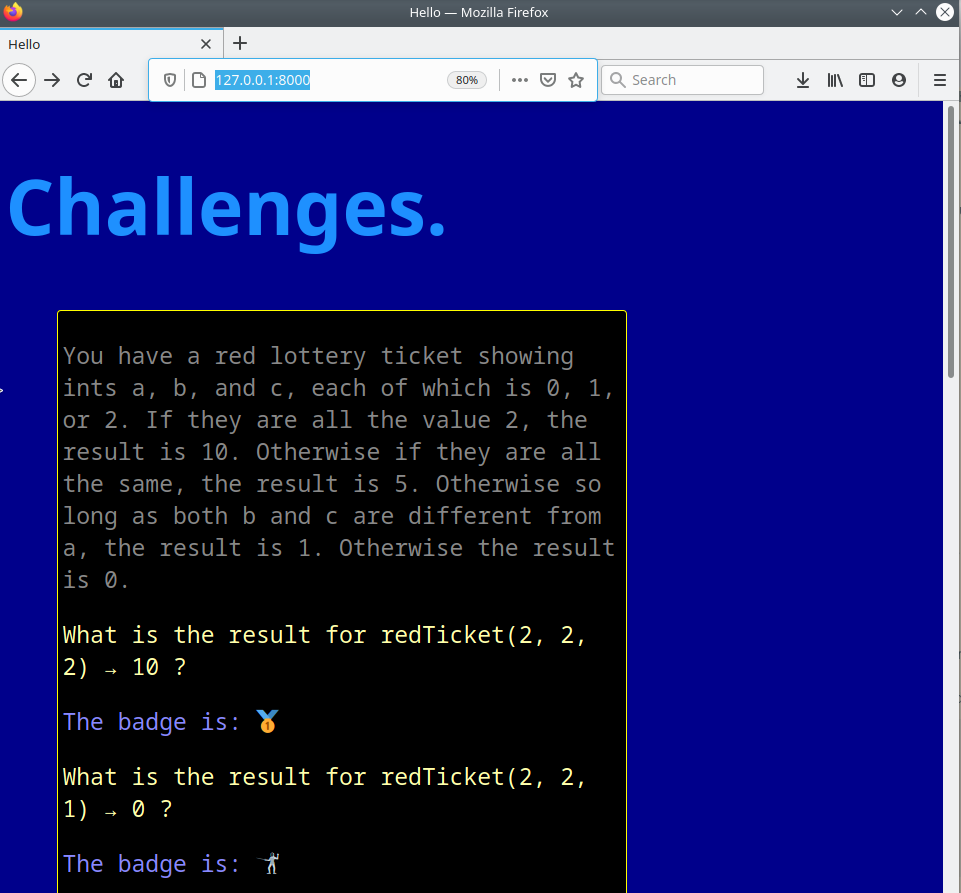 Hello — Mozilla Firefox
Hello
127.0.0.1:8000
80%
Search
Challenges.
You have a red lottery ticket showing
ints a, b, and c, each of which is 0, 1,
or 2. If they are all the value 2, the
result is 10. Otherwise if they are all
the same, the result is 5. Otherwise so
long as both b and c are different from
a, the result is 1. Otherwise the result
is 0.
What is the result for redTicket(2, 2,
2) → 10 ?
The badge is: 🥇
What is the result for redTicket(2, 2,
1) → 0 ?
The badge is: 🤺